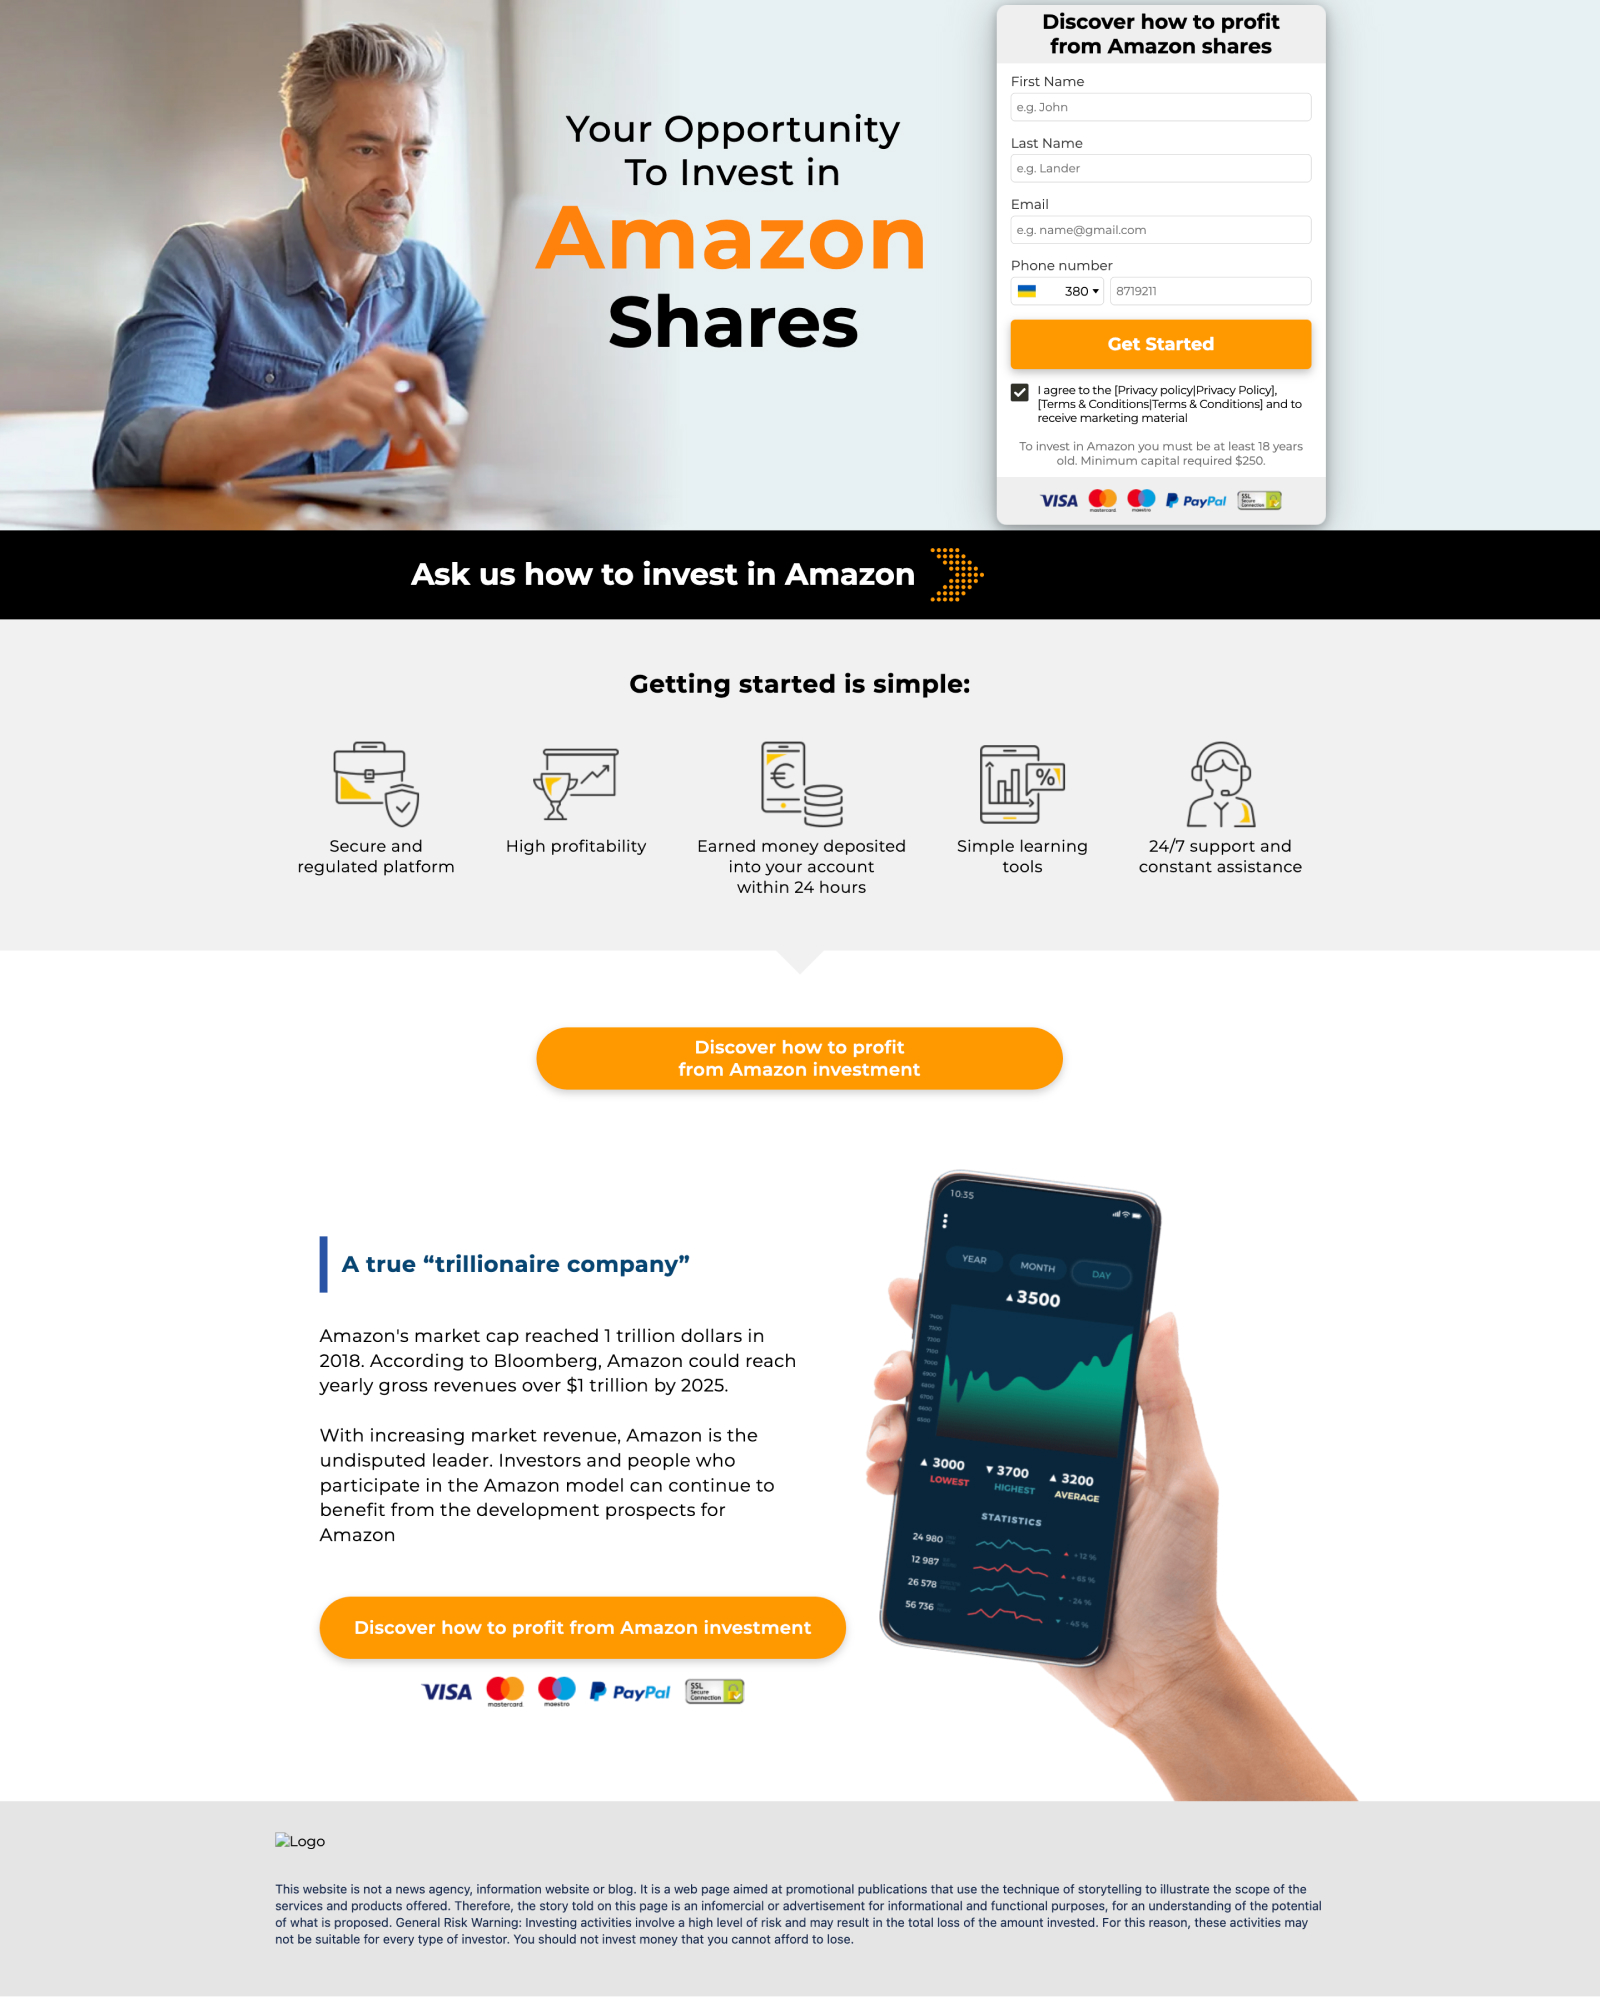 Your Opportunity
To Invest in
Amazon
Shares
Discover how to profit
from Amazon shares
First Name
e.g. John
Last Name
e.g. Lander
Email
e.g. name@gmail.com
Phone number
380
8719211
Get Started
I agree to the [Privacy policy|Privacy Policy],
[Terms & Conditions|Terms & Conditions] and to
receive marketing material
To invest in Amazon you must be at least 18 years
old. Minimum capital required $250.
VISA mastercard maestro PayPal SSL Secure Connection
Ask us how to invest in Amazon
Getting started is simple:
Secure and
regulated platform
High profitability
Earned money deposited
into your account
within 24 hours
Simple learning
tools
24/7 support and
constant assistance
Discover how to profit
from Amazon investment
A true “trillionaire company”
Amazon's market cap reached 1 trillion dollars in
2018. According to Bloomberg, Amazon could reach
yearly gross revenues over $1 trillion by 2025.
With increasing market revenue, Amazon is the
undisputed leader. Investors and people who
participate in the Amazon model can continue to
benefit from the development prospects for
Amazon
Discover how to profit from Amazon investment
VISA mastercard maestro PayPal SSL Secure Connection
10:35
YEAR MONTH DAY
3500
3000 3700 3200
LOWEST HIGHEST AVERAGE
STATISTICS
24 980 + 12 %
12 987 + 65 %
26 578 - 24 %
56 736 - 45 %
Logo
This website is not a news agency, information website or blog. It is a web page aimed at promotional publications that use the technique of storytelling to illustrate the scope of the
services and products offered. Therefore, the story told on this page is an infomercial or advertisement for informational and functional purposes, for an understanding of the potential
of what is proposed. General Risk Warning: Investing activities involve a high level of risk and may result in the total loss of the amount invested. For this reason, these activities may
not be suitable for every type of investor. You should not invest money that you cannot afford to lose.